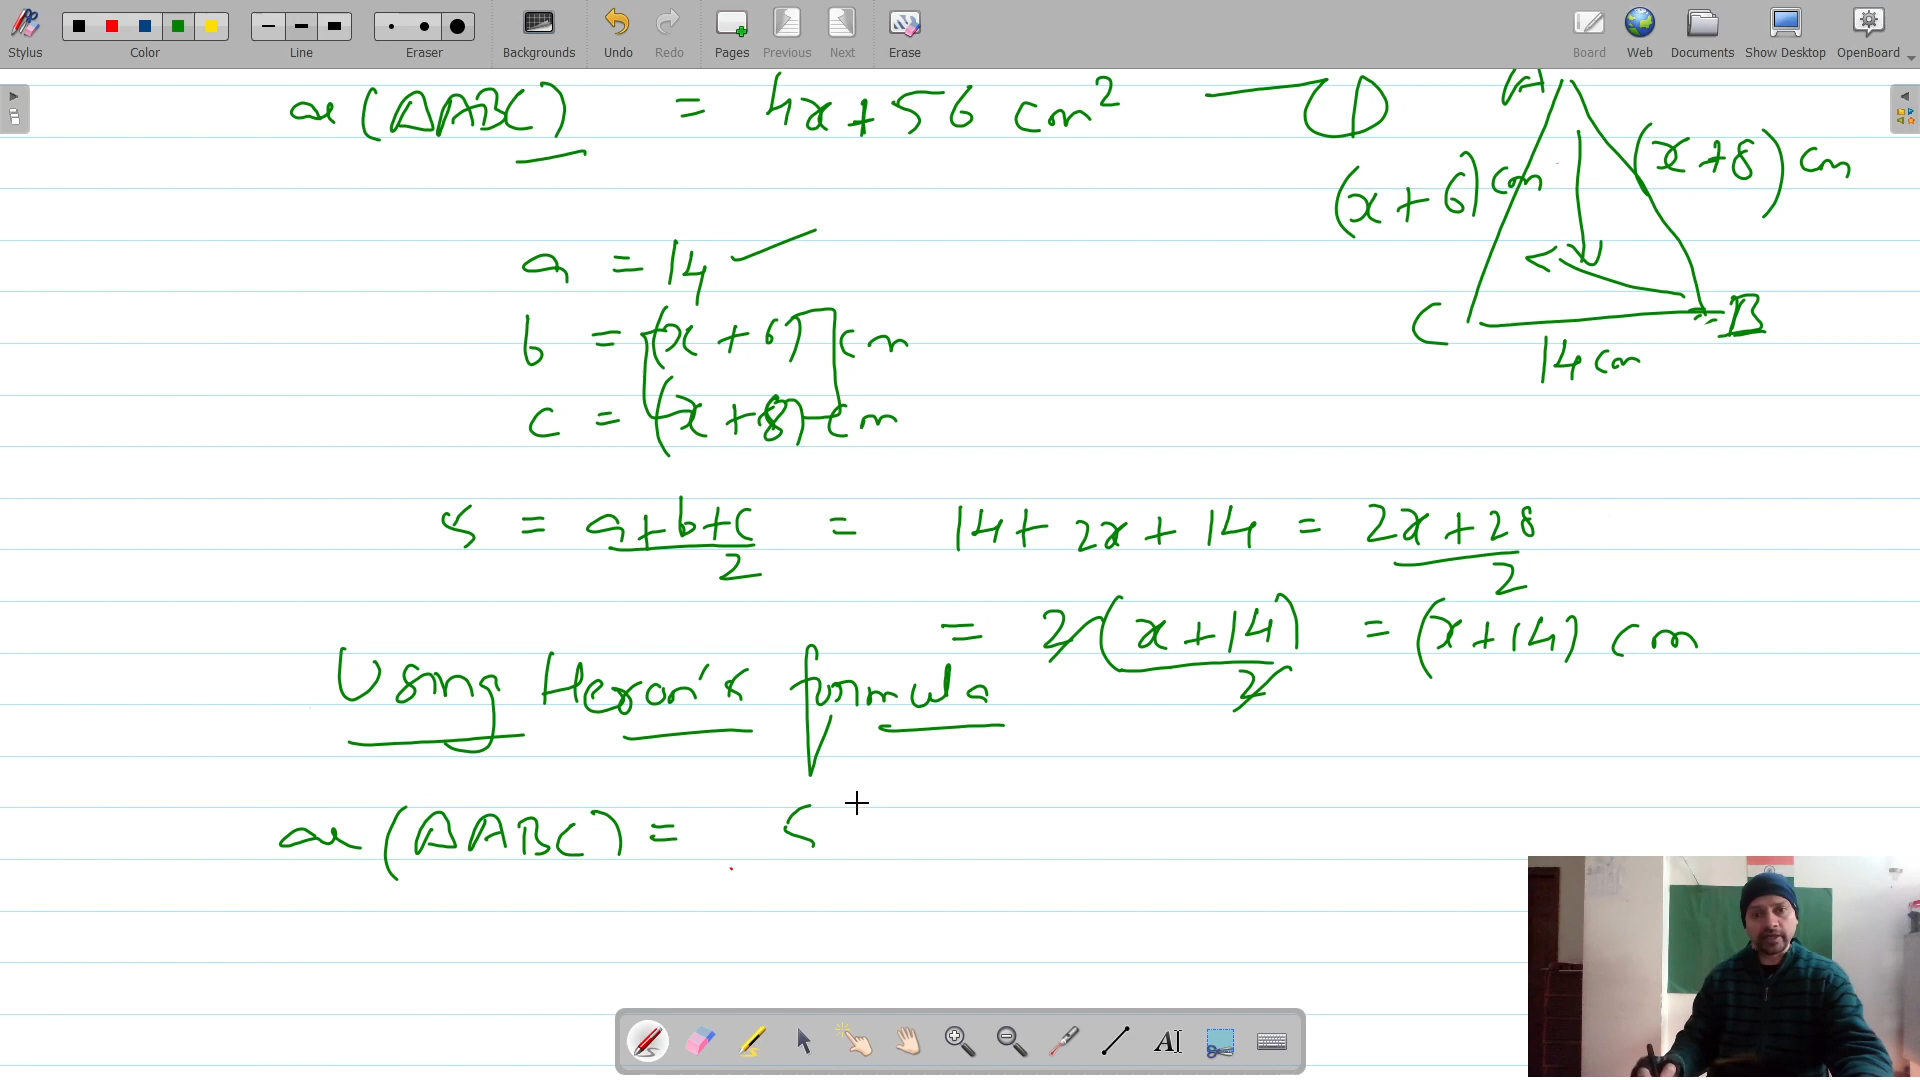 Stylus Color Line Eraser Backgrounds Undo Redo Pages Previous Next Erase Board Web Documents Show Desktop OpenBoard
ar (ΔABC) = 4x+56 cm² ①
A
(x+6) cm
(x+8) cm
C
B
14 cm
a = 14 ✓
b = (x+6) cm
c = (x+8) cm
s = a+b+c / 2 = 14 + 2x + 14 = 2x+28 / 2
= 2(x+14) / 2 = (x+14) cm
Using Heron's formula
ar (ΔABC) = s